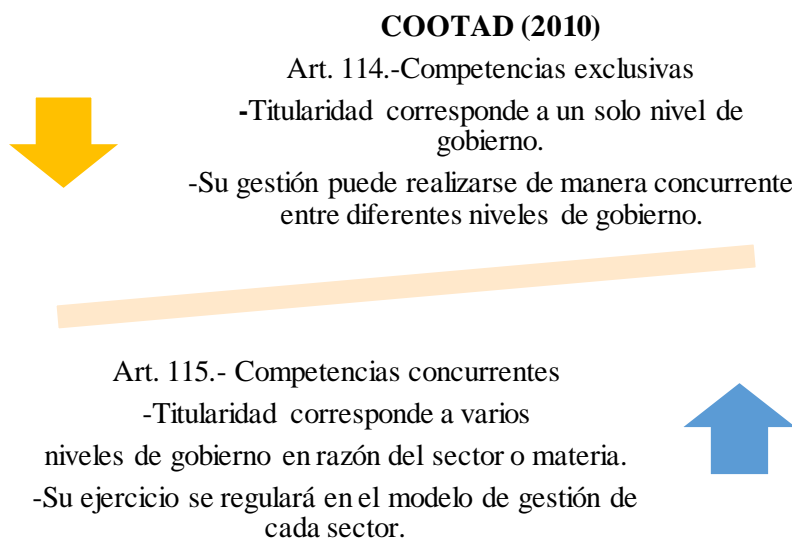 COOTAD (2010)
Art. 114.-Competencias exclusivas
-Titularidad corresponde a un solo nivel de
gobierno.
-Su gestión puede realizarse de manera concurrente
entre diferentes niveles de gobierno.
Art. 115.- Competencias concurrentes
-Titularidad corresponde a varios
niveles de gobierno en razón del sector o materia.
-Su ejercicio se regulará en el modelo de gestión de
cada sector.